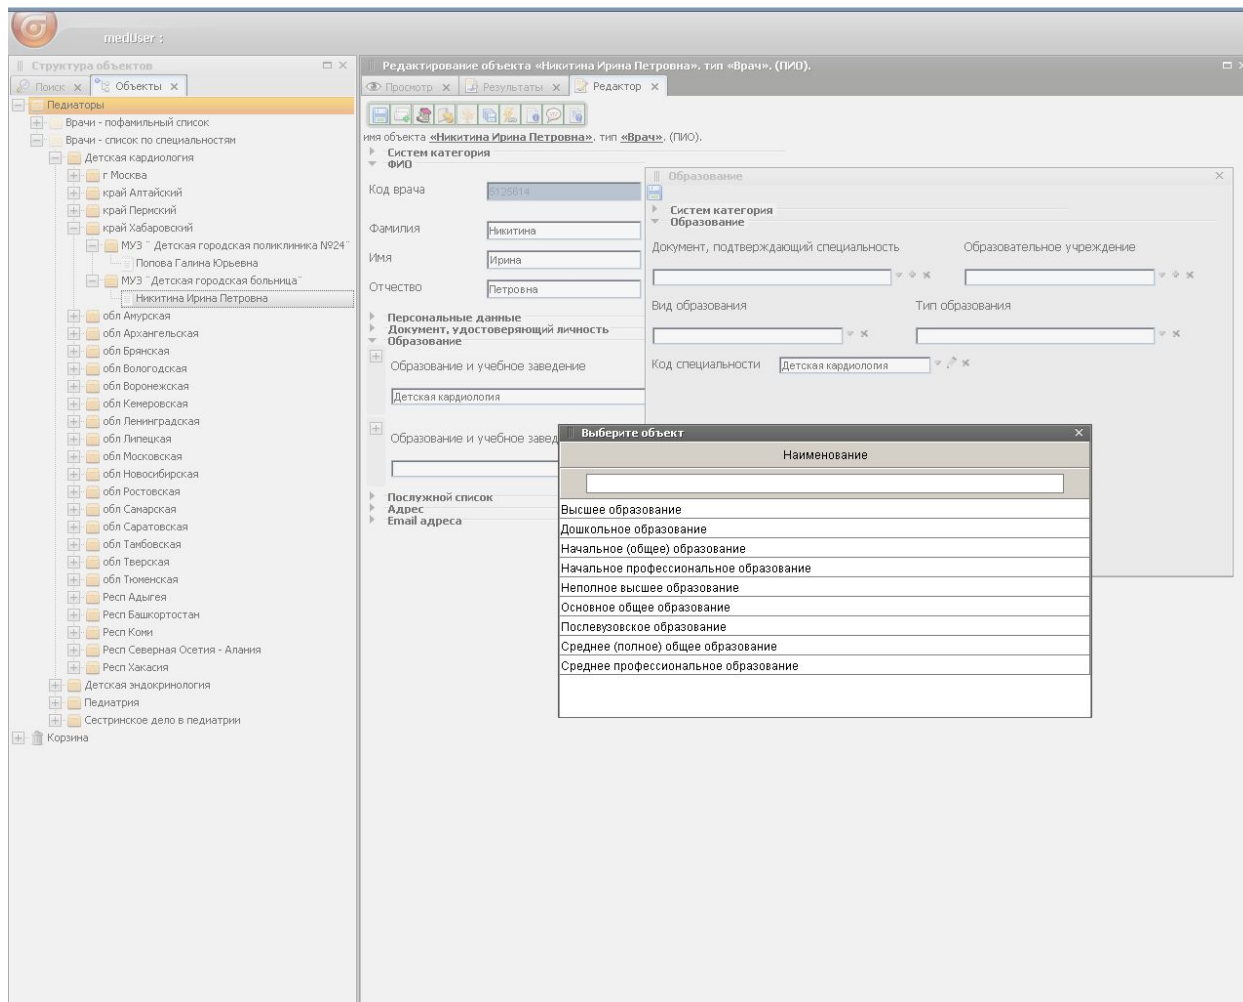 medUser :
Структура объектов
Поиск
Объекты
Педиаторы
Врачи - пофамильный список
Врачи - список по специальностям
Детская кардиология
г Москва
край Алтайский
край Пермский
край Хабаровский
МУЗ " Детская городская поликлиника №24"
Попова Галина Юрьевна
МУЗ "Детская городская больница"
Никитина Ирина Петровна
обл Амурская
обл Архангельская
обл Брянская
обл Вологодская
обл Воронежская
обл Кемеровская
обл Ленинградская
обл Липецкая
обл Московская
обл Новосибирская
обл Ростовская
обл Самарская
обл Саратовская
обл Тамбовская
обл Тверская
обл Тюменская
Респ Адыгея
Респ Башкортостан
Респ Коми
Респ Северная Осетия - Алания
Респ Хакасия
Детская эндокринология
Педиатрия
Сестринское дело в педиатрии
Корзина
Редактирование объекта «Никитина Ирина Петровна». тип «Врач». (ПИО).
Просмотр
Результаты
Редактор
имя объекта «Никитина Ирина Петровна». тип «Врач». (ПИО).
Систем категория
ФИО
Код врача
5125614
Фамилия
Никитина
Имя
Ирина
Отчество
Петровна
Персональные данные
Документ, удостоверяющий личность
Образование
Образование и учебное заведение
Детская кардиология
Образование и учебное завед
Послужной список
Адрес
Email адреса
Образование
Систем категория
Образование
Документ, подтверждающий специальность
Образовательное учреждение
Вид образования
Тип образования
Код специальности
Детская кардиология
Выберите объект
Наименование
Высшее образование
Дошкольное образование
Начальное (общее) образование
Начальное профессиональное образование
Неполное высшее образование
Основное общее образование
Послевузовское образование
Среднее (полное) общее образование
Среднее профессиональное образование